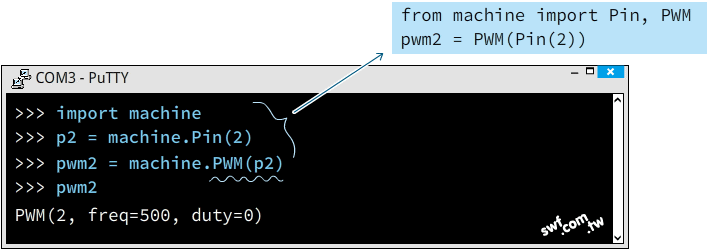 from machine import Pin, PWM
pwm2 = PWM(Pin(2))
COM3 - PuTTY
>>> import machine
>>> p2 = machine.Pin(2)
>>> pwm2 = machine.PWM(p2)
>>> pwm2
PWM(2, freq=500, duty=0)
swf.com.tw